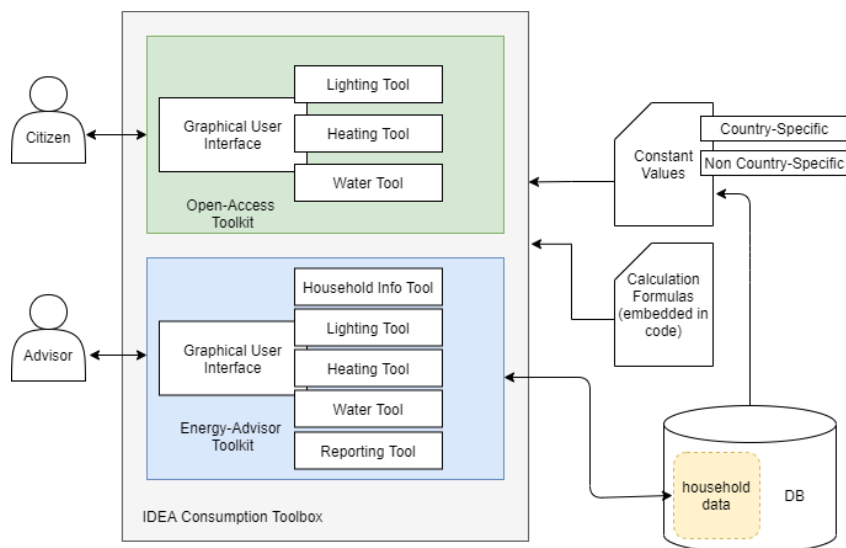 Citizen
Graphical User
Interface
Lighting Tool
Heating Tool
Water Tool
Open-Access
Toolkit
Advisor
Graphical User
Interface
Household Info Tool
Lighting Tool
Heating Tool
Water Tool
Reporting Tool
Energy-Advisor
Toolkit
IDEA Consumption Toolbox
Constant
Values
Country-Specific
Non Country-Specific
Calculation
Formulas
(embedded in
code)
household
data
DB